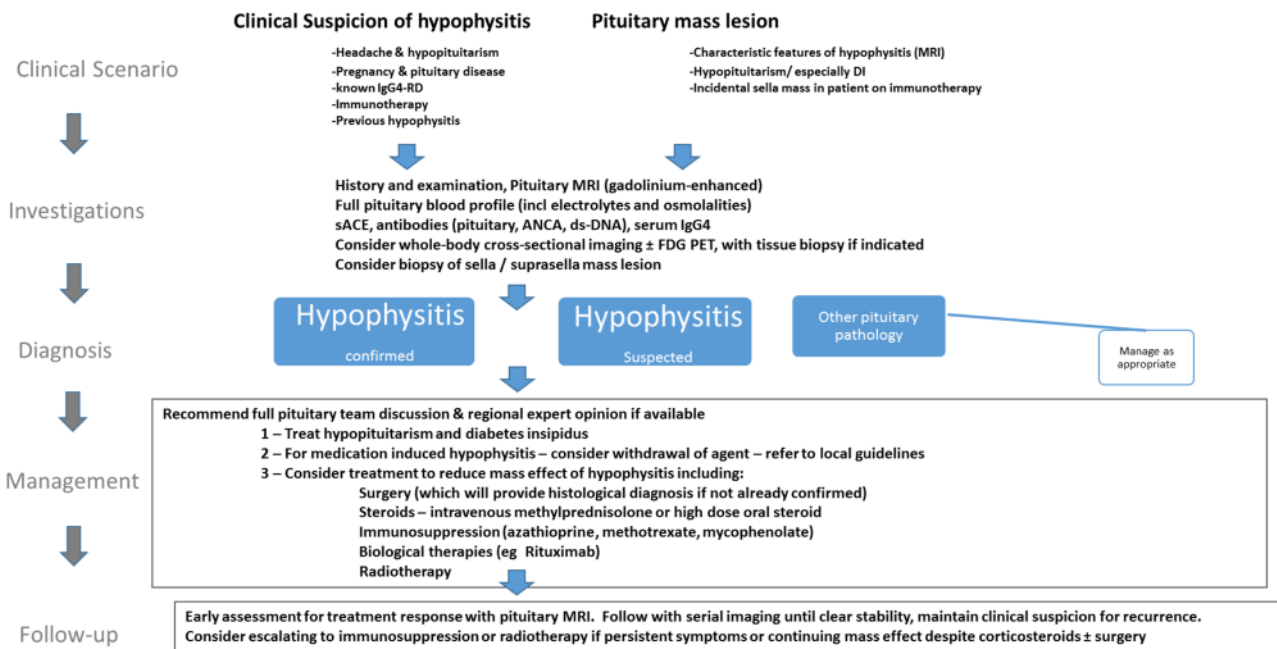 Clinical Suspicion of hypophysitis
Pituitary mass lesion
Clinical Scenario
-Headache & hypopituitarism
-Pregnancy & pituitary disease
-known IgG4-RD
-Immunotherapy
-Previous hypophysitis
-Characteristic features of hypophysitis (MRI)
-Hypopituitarism/ especially DI
-Incidental sella mass in patient on immunotherapy
Investigations
History and examination, Pituitary MRI (gadolinium-enhanced)
Full pituitary blood profile (incl electrolytes and osmolalities)
sACE, antibodies (pituitary, ANCA, ds-DNA), serum IgG4
Consider whole-body cross-sectional imaging ± FDG PET, with tissue biopsy if indicated
Consider biopsy of sella / suprasella mass lesion
Diagnosis
Hypophysitis
confirmed
Hypophysitis
Suspected
Other pituitary
pathology
Manage as
appropriate
Management
Recommend full pituitary team discussion & regional expert opinion if available
1 – Treat hypopituitarism and diabetes insipidus
2 – For medication induced hypophysitis – consider withdrawal of agent – refer to local guidelines
3 – Consider treatment to reduce mass effect of hypophysitis including:
Surgery (which will provide histological diagnosis if not already confirmed)
Steroids – intravenous methylprednisolone or high dose oral steroid
Immunosuppression (azathioprine, methotrexate, mycophenolate)
Biological therapies (eg Rituximab)
Radiotherapy
Follow-up
Early assessment for treatment response with pituitary MRI. Follow with serial imaging until clear stability, maintain clinical suspicion for recurrence.
Consider escalating to immunosuppression or radiotherapy if persistent symptoms or continuing mass effect despite corticosteroids ± surgery